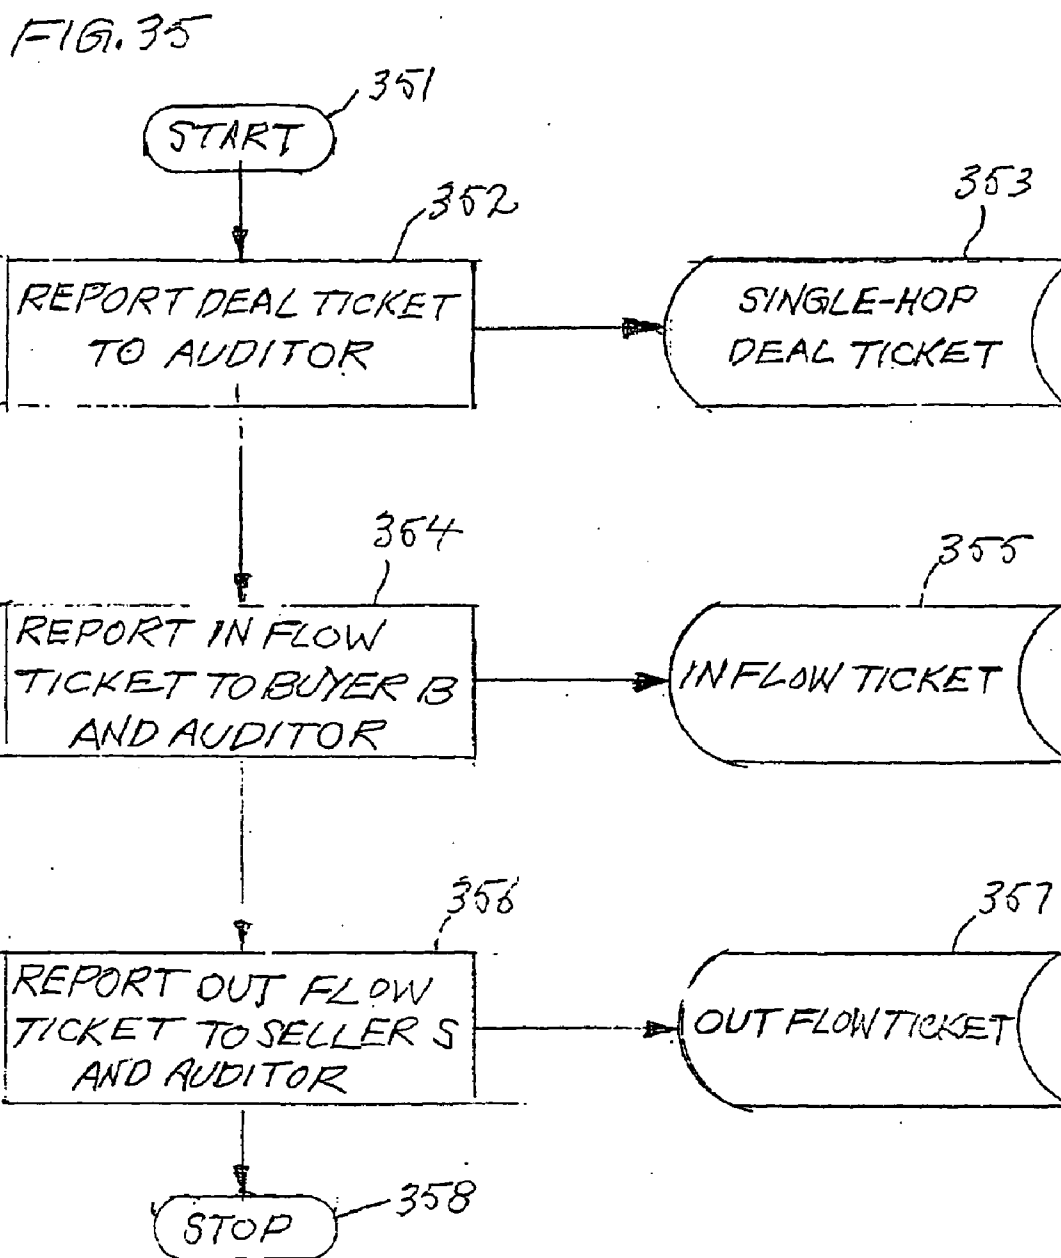 FIG. 35
351
START
352
353
REPORT DEAL TICKET
TO AUDITOR
SINGLE-HOP
DEAL TICKET
354
355
REPORT IN FLOW
TICKET TO BUYER B
AND AUDITOR
IN FLOW TICKET
356
357
REPORT OUT FLOW
TICKET TO SELLER S
AND AUDITOR
OUT FLOW TICKET
358
STOP